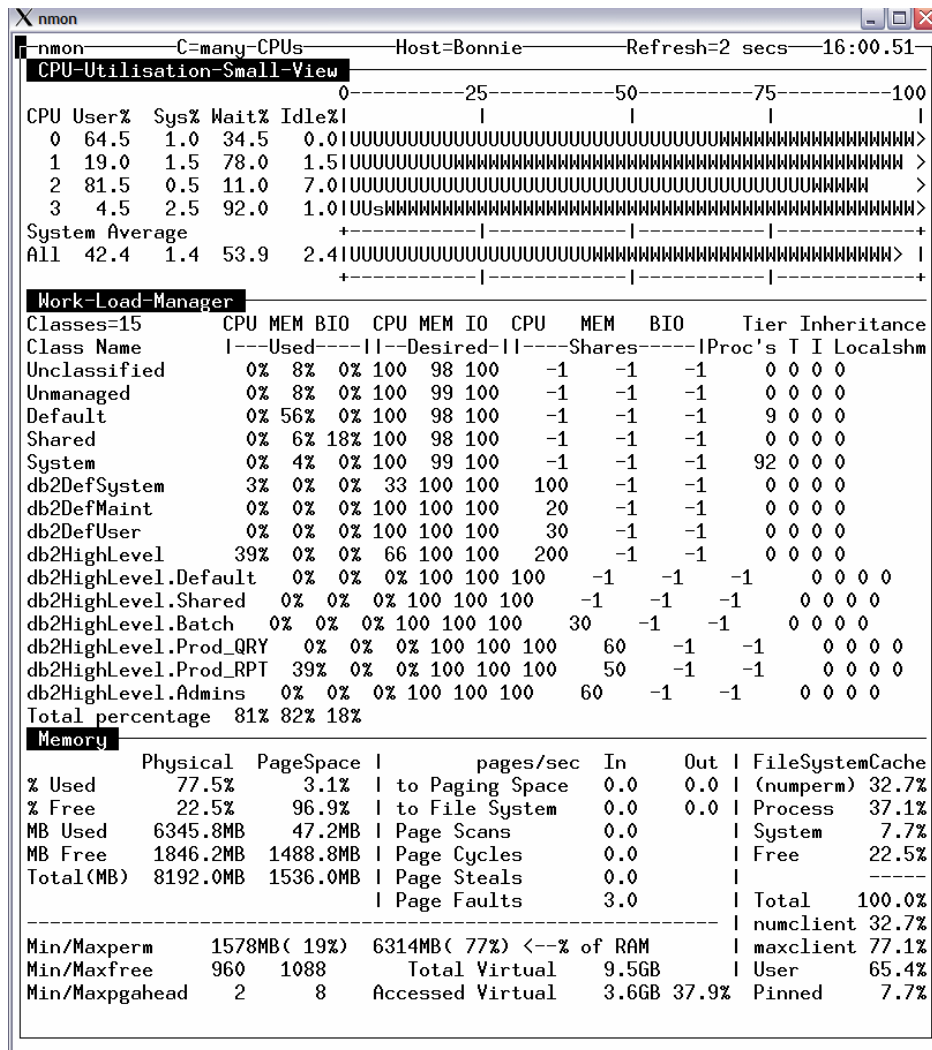 nmon
nmon C=many-CPUs Host=Bonnie Refresh=2 secs 16:00.51
CPU-Utilisation-Small-View
0----------25-----------50----------75----------100
CPU User% Sys% Wait% Idle%| | | | |
0 64.5 1.0 34.5 0.0|UUUUUUUUUUUUUUUUUUUUUUUUUUUUUUUUWWWWWWWWWWWWWWWWW>
1 19.0 1.5 78.0 1.5|UUUUUUUUUWWWWWWWWWWWWWWWWWWWWWWWWWWWWWWWWWWWWWWW >
2 81.5 0.5 11.0 7.0|UUUUUUUUUUUUUUUUUUUUUUUUUUUUUUUUUUUUUUUUWWWWW >
3 4.5 2.5 92.0 1.0|UUsWWWWWWWWWWWWWWWWWWWWWWWWWWWWWWWWWWWWWWWWWWWWWW>
System Average +-----------|------------|-----------|------------+
All 42.4 1.4 53.9 2.4|UUUUUUUUUUUUUUUUUUUUUWWWWWWWWWWWWWWWWWWWWWWWWWW> |
+-----------|------------|-----------|------------+
Work-Load-Manager
Classes=15 CPU MEM BIO CPU MEM IO CPU MEM BIO Tier Inheritance
Class Name |---Used----||--Desired-||----Shares-----|Proc's T I Localshm
Unclassified 0% 8% 0% 100 98 100 -1 -1 -1 0 0 0 0
Unmanaged 0% 8% 0% 100 99 100 -1 -1 -1 0 0 0 0
Default 0% 56% 0% 100 98 100 -1 -1 -1 9 0 0 0
Shared 0% 6% 18% 100 98 100 -1 -1 -1 0 0 0 0
System 0% 4% 0% 100 99 100 -1 -1 -1 92 0 0 0
db2DefSystem 3% 0% 0% 33 100 100 100 -1 -1 0 0 0 0
db2DefMaint 0% 0% 0% 100 100 100 20 -1 -1 0 0 0 0
db2DefUser 0% 0% 0% 100 100 100 30 -1 -1 0 0 0 0
db2HighLevel 39% 0% 0% 66 100 100 200 -1 -1 0 0 0 0
db2HighLevel.Default 0% 0% 0% 100 100 100 -1 -1 -1 0 0 0 0
db2HighLevel.Shared 0% 0% 0% 100 100 100 -1 -1 -1 0 0 0 0
db2HighLevel.Batch 0% 0% 0% 100 100 100 30 -1 -1 0 0 0 0
db2HighLevel.Prod_QRY 0% 0% 0% 100 100 100 60 -1 -1 0 0 0 0
db2HighLevel.Prod_RPT 39% 0% 0% 100 100 100 50 -1 -1 0 0 0 0
db2HighLevel.Admins 0% 0% 0% 100 100 100 60 -1 -1 0 0 0 0
Total percentage 81% 82% 18%
Memory
Physical PageSpace | pages/sec In Out | FileSystemCache
% Used 77.5% 3.1% | to Paging Space 0.0 0.0 | (numperm) 32.7%
% Free 22.5% 96.9% | to File System 0.0 0.0 | Process 37.1%
MB Used 6345.8MB 47.2MB | Page Scans 0.0 | System 7.7%
MB Free 1846.2MB 1488.8MB | Page Cycles 0.0 | Free 22.5%
Total(MB) 8192.0MB 1536.0MB | Page Steals 0.0 | -----
| Page Faults 3.0 | Total 100.0%
------------------------------------------------------------ | numclient 32.7%
Min/Maxperm 1578MB( 19%) 6314MB( 77%) <--% of RAM | maxclient 77.1%
Min/Maxfree 960 1088 Total Virtual 9.5GB | User 65.4%
Min/Maxpgahead 2 8 Accessed Virtual 3.6GB 37.9% Pinned 7.7%